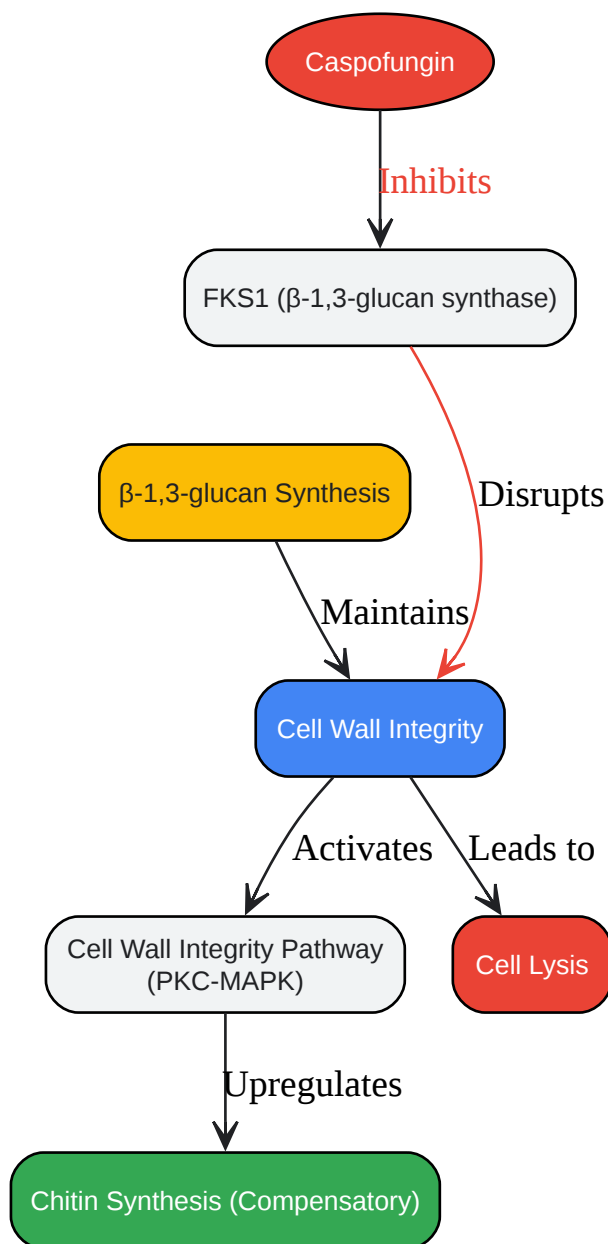 Caspofungin
Inhibits
FKS1 (β-1,3-glucan synthase)
β-1,3-glucan Synthesis
Disrupts
Maintains
Cell Wall Integrity
Activates
Leads to
Cell Wall Integrity Pathway
(PKC-MAPK)
Cell Lysis
Upregulates
Chitin Synthesis (Compensatory)